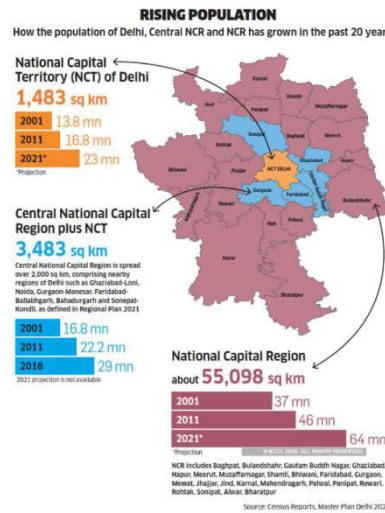 RISING POPULATION
How the population of Delhi, Central NCR and NCR has grown in the past 20 year
National Capital
Territory (NCT) of Delhi
1,483 sq km
2001 13.8 mn
2011 16.8 mn
2021* 23 mn
*Projection
Karnal
Shamli
Muzaffarnagar
Jind
Panipat
Sonipat
Baghpat
Meerut
Rohtak
Ghaziabad
Hapur
NCT DELHI
Bhiwani
Jhajjar
Gurgaon
Faridabad
Bulandshahr
Rewari
Palwal
Alwar
Bharatpur
Central National Capital
Region plus NCT
3,483 sq km
Central National Capital Region is spread
over 2,000 sq km, comprising nearby
regions of Delhi such as Ghaziabad-Loni,
Noida, Gurgaon-Manesar, Faridabad-
Ballabhgarh, Bahadurgarh and Sonepat-
Kundli, as defined in Regional Plan 2021
2001 16.8 mn
2011 22.2 mn
2018 29 mn
2021 projection is not available
National Capital Region
about 55,098 sq km
2001 37 mn
2011 46 mn
2021* 64 mn
*Projection
© BCCL 2020. ALL RIGHTS RESERVED.
NCR includes Baghpat, Bulandshahr, Gautam Buddh Nagar, Ghaziabad,
Hapur, Meerut, Muzaffarnagar, Shamli, Bhiwani, Faridabad, Gurgaon,
Mewat, Jhajjar, Jind, Karnal, Mahendragarh, Palwal, Panipat, Rewari,
Rohtak, Sonipat, Alwar, Bharatpur
Source: Census Reports, Master Plan Delhi 202